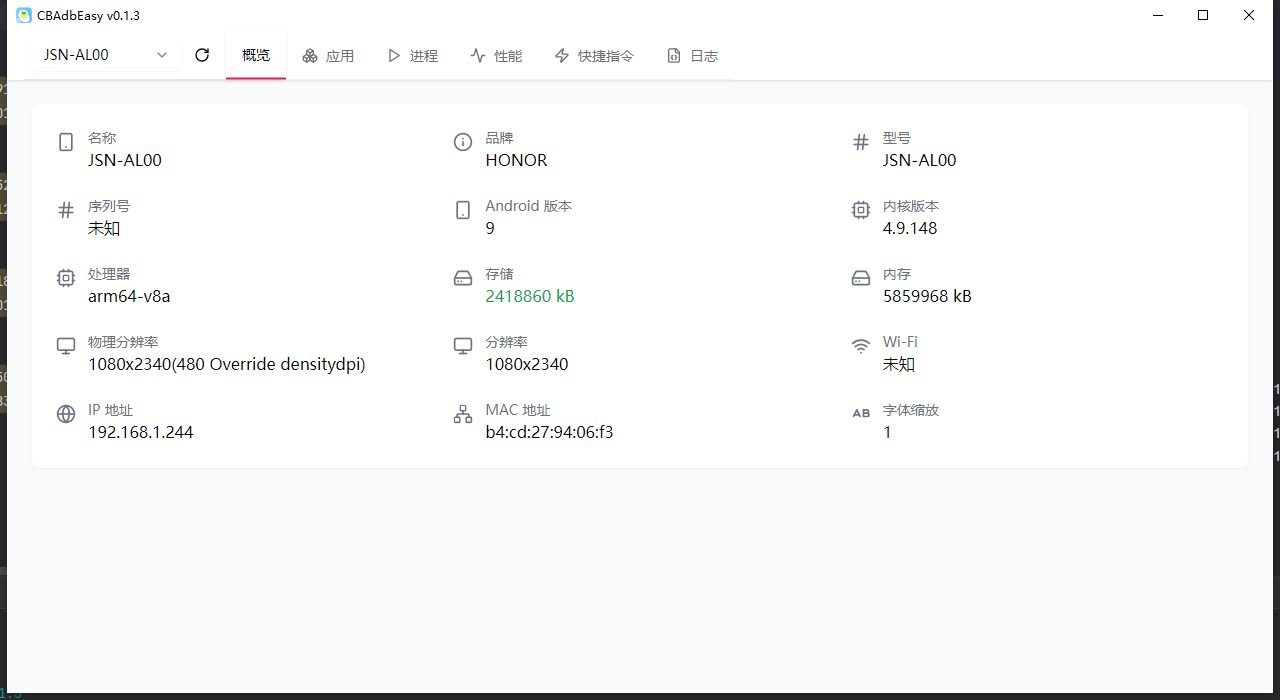 CBAdbEasy v0.1.3
JSN-AL00 概览 应用 进程 性能 快捷指令 日志
名称 品牌 型号
JSN-AL00 HONOR JSN-AL00
序列号 Android 版本 内核版本
未知 9 4.9.148
处理器 存储 内存
arm64-v8a 2418860 kB 5859968 kB
物理分辨率 分辨率 Wi-Fi
1080x2340(480 Override densitydpi) 1080x2340 未知
IP 地址 MAC 地址 AB 字体缩放
192.168.1.244 b4:cd:27:94:06:f3 1